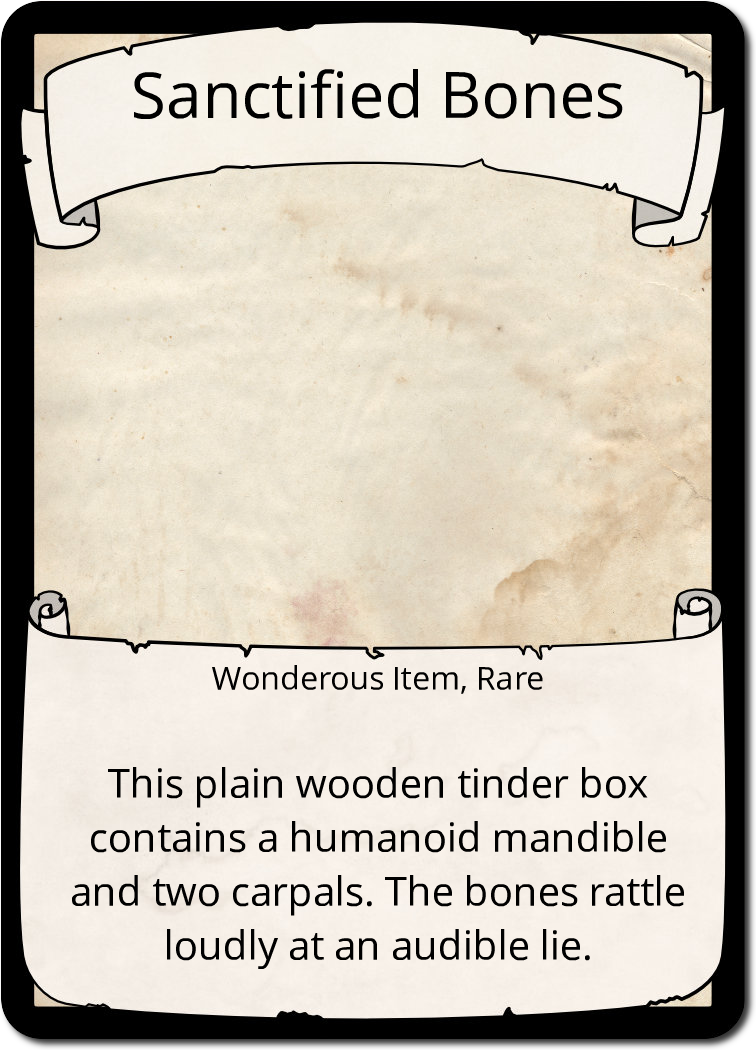 Sanctified Bones
Wonderous Item, Rare
This plain wooden tinder box
contains a humanoid mandible
and two carpals. The bones rattle
loudly at an audible lie.